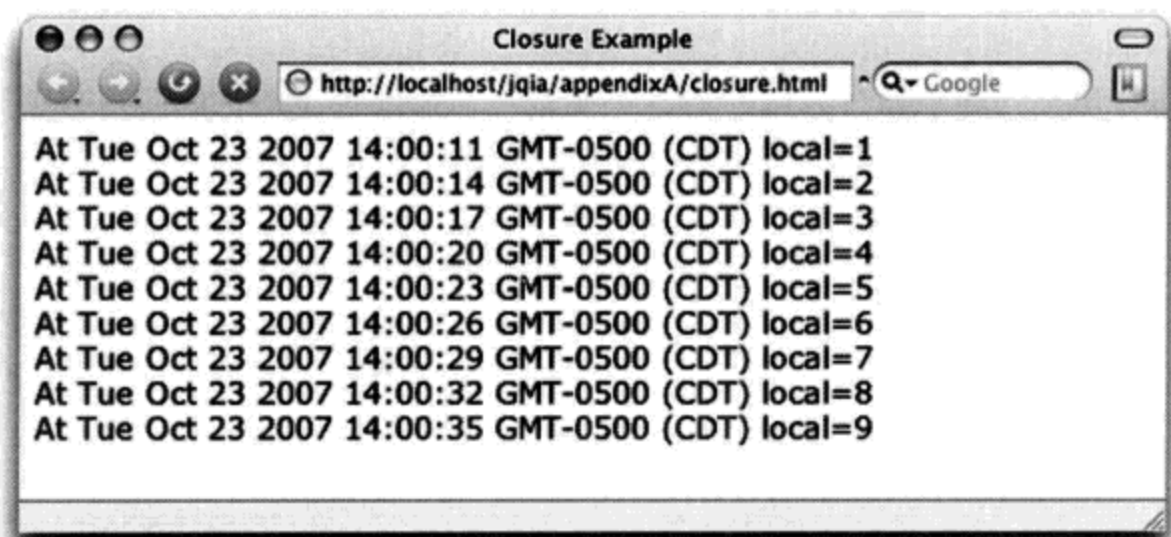 Closure Example
http://localhost/jqia/appendixA/closure.html Google
At Tue Oct 23 2007 14:00:11 GMT-0500 (CDT) local=1
At Tue Oct 23 2007 14:00:14 GMT-0500 (CDT) local=2
At Tue Oct 23 2007 14:00:17 GMT-0500 (CDT) local=3
At Tue Oct 23 2007 14:00:20 GMT-0500 (CDT) local=4
At Tue Oct 23 2007 14:00:23 GMT-0500 (CDT) local=5
At Tue Oct 23 2007 14:00:26 GMT-0500 (CDT) local=6
At Tue Oct 23 2007 14:00:29 GMT-0500 (CDT) local=7
At Tue Oct 23 2007 14:00:32 GMT-0500 (CDT) local=8
At Tue Oct 23 2007 14:00:35 GMT-0500 (CDT) local=9